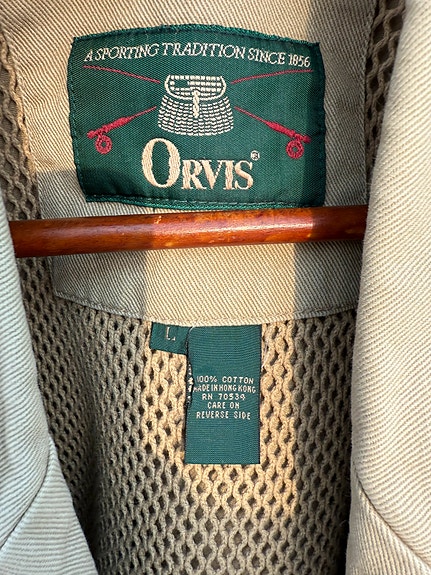 A SPORTING TRADITION SINCE 1856
ORVIS®
L
100% COTTON
MADE IN HONG KONG
RN 70534
CARE ON
REVERSE SIDE